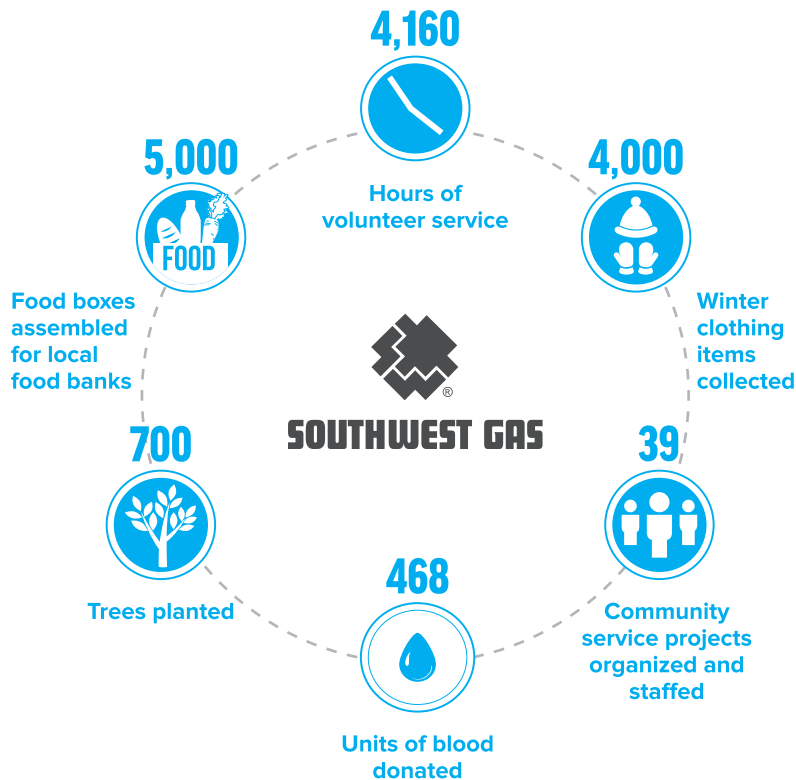 4,160
Hours of
volunteer service
4,000
Winter
clothing
items
collected
39
Community
service projects
organized and
staffed
468
Units of blood
donated
700
Trees planted
5,000
FOOD
Food boxes
assembled
for local
food banks
®
SOUTHWEST GAS